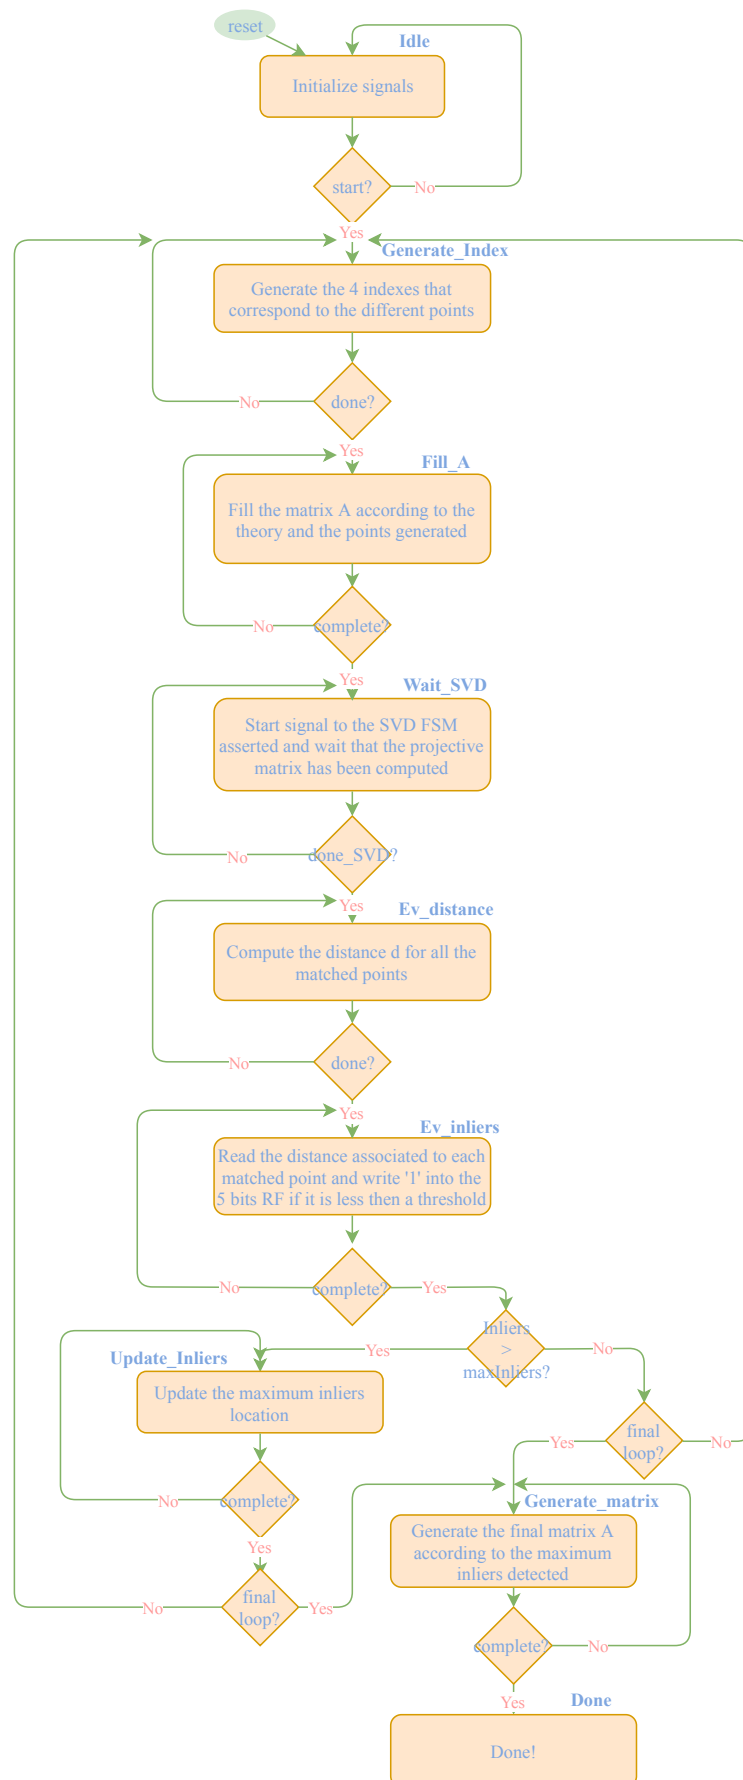 reset
Idle
Initialize signals
start?
No
Yes
Generate_Index
Generate the 4 indexes that
correspond to the different points
done?
No
Yes
Fill_A
Fill the matrix A according to the
theory and the points generated
complete?
No
Yes
Wait_SVD
Start signal to the SVD FSM
asserted and wait that the projective
matrix has been computed
done_SVD?
No
Yes
Ev_distance
Compute the distance d for all the
matched points
done?
No
Yes
Ev_inliers
Read the distance associated to each
matched point and write '1' into the
5 bits RF if it is less then a threshold
No
complete?
Yes
Inliers
>
maxInliers?
Yes
No
Update_Inliers
Update the maximum inliers
location
final
loop?
Yes
No
complete?
No
Yes
Generate_matrix
Generate the final matrix A
according to the maximum
inliers detected
final
loop?
No
Yes
complete?
No
Yes
Done
Done!